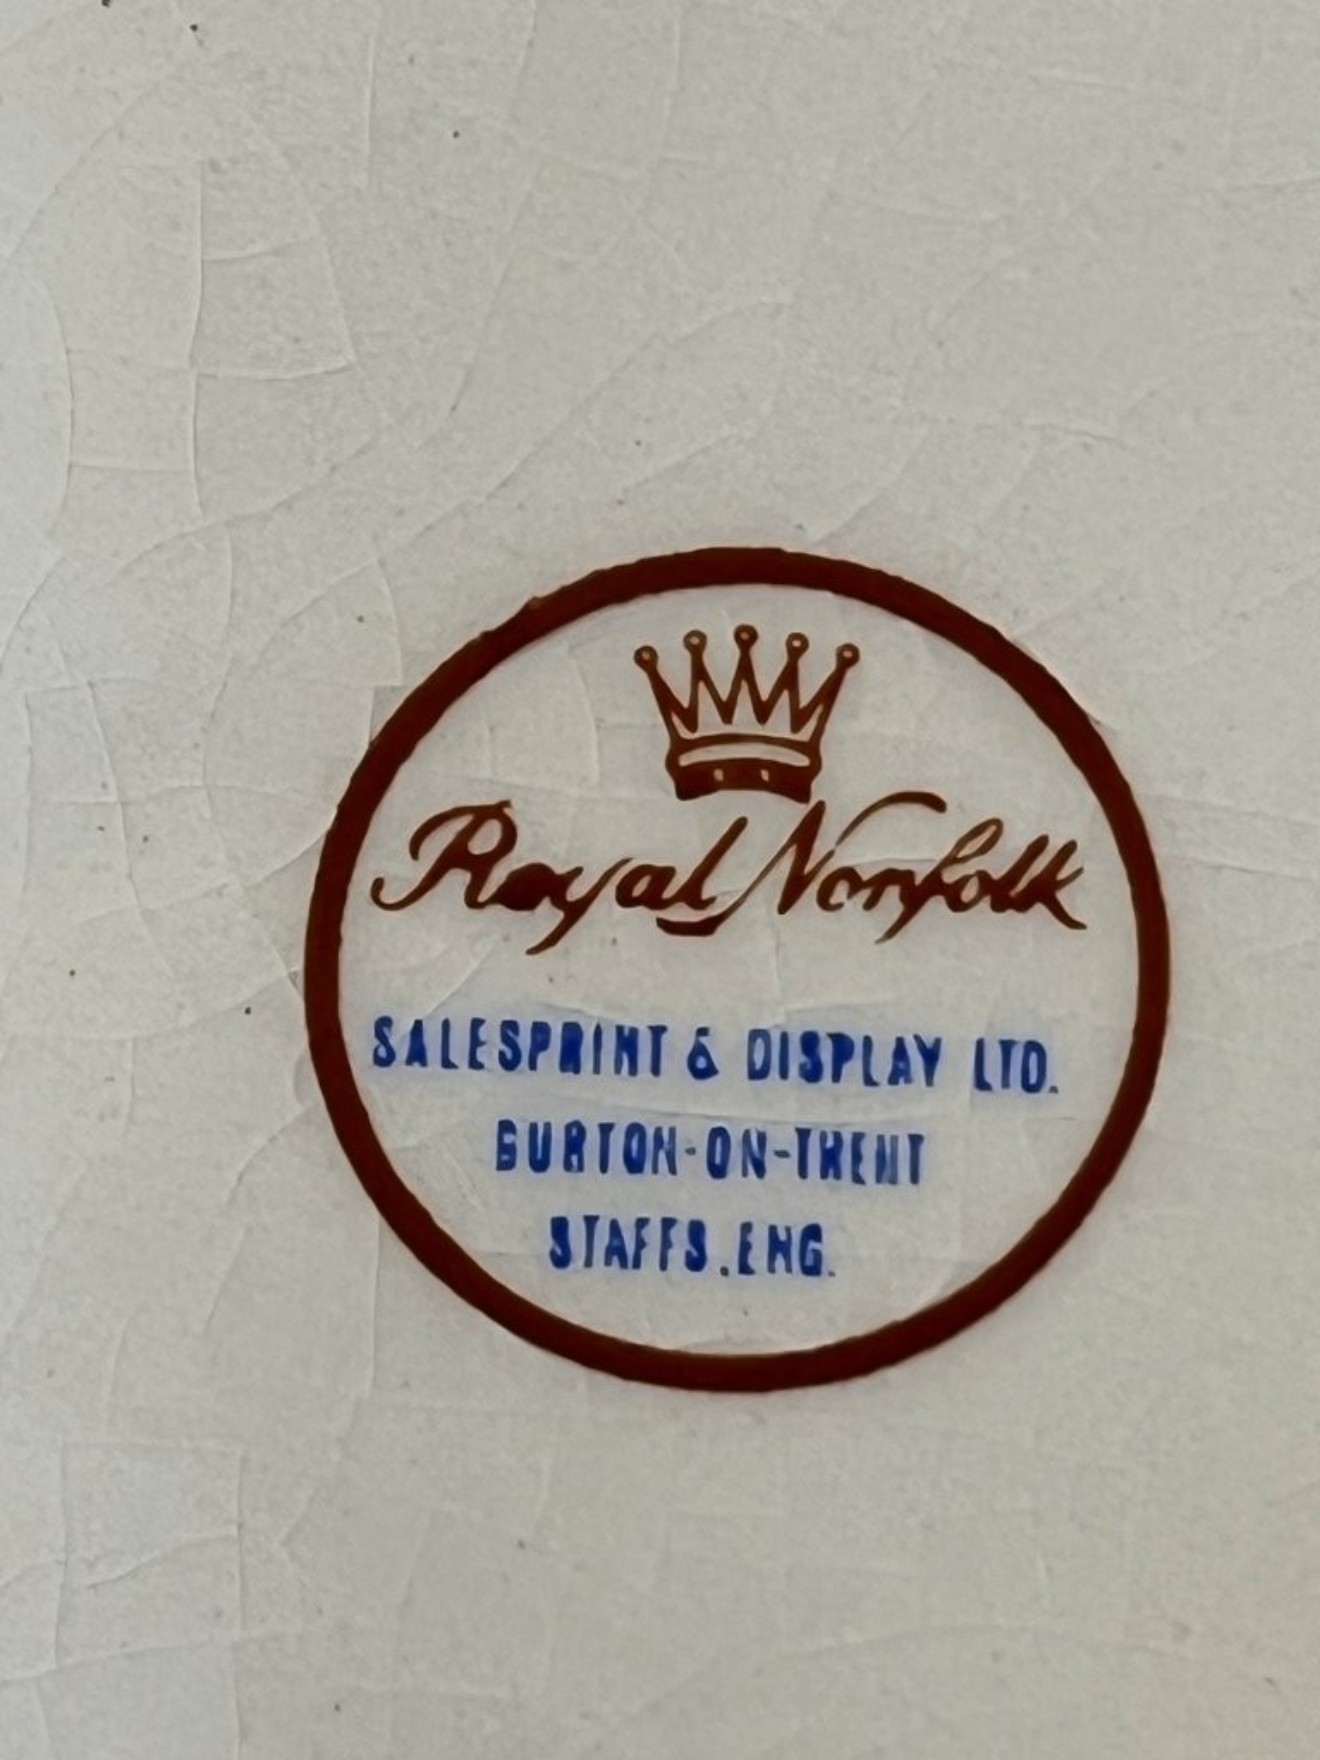 Royal Norfolk
SALESPRINT & DISPLAY LTD.
BURTON-ON-TRENT
STAFFS.ENG.